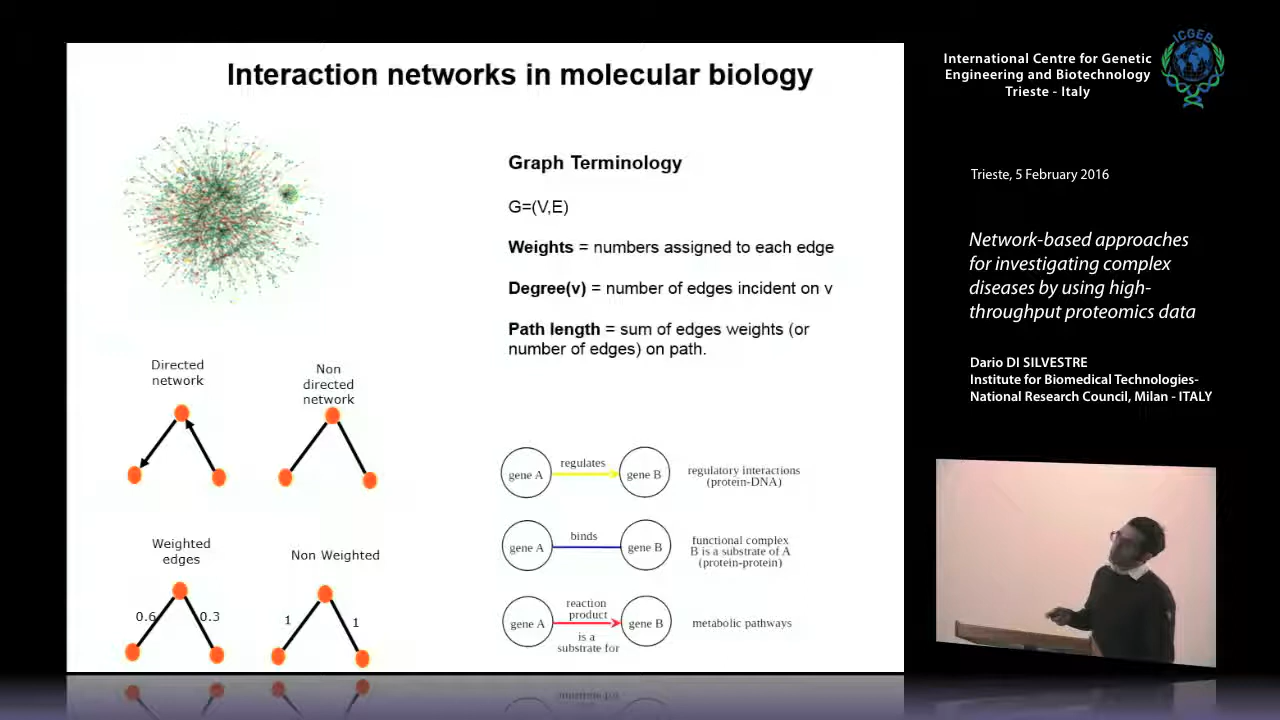 Interaction networks in molecular biology
Graph Terminology
G=(V,E)
Weights = numbers assigned to each edge
Degree(v) = number of edges incident on v
Path length = sum of edges weights (or
number of edges) on path.
Directed
network
Non
directed
network
Weighted
edges
0.6
0.3
Non Weighted
1
1
gene A
regulates
gene B
regulatory interactions
(protein-DNA)
gene A
binds
gene B
functional complex
B is a substrate of A
(protein-protein)
gene A
reaction
product
is a
substrate for
gene B
metabolic pathways
International Centre for Genetic
Engineering and Biotechnology
Trieste - Italy
ICGEB
Trieste, 5 February 2016
Network-based approaches
for investigating complex
diseases by using high-
throughput proteomics data
Dario DI SILVESTRE
Institute for Biomedical Technologies-
National Research Council, Milan - ITALY